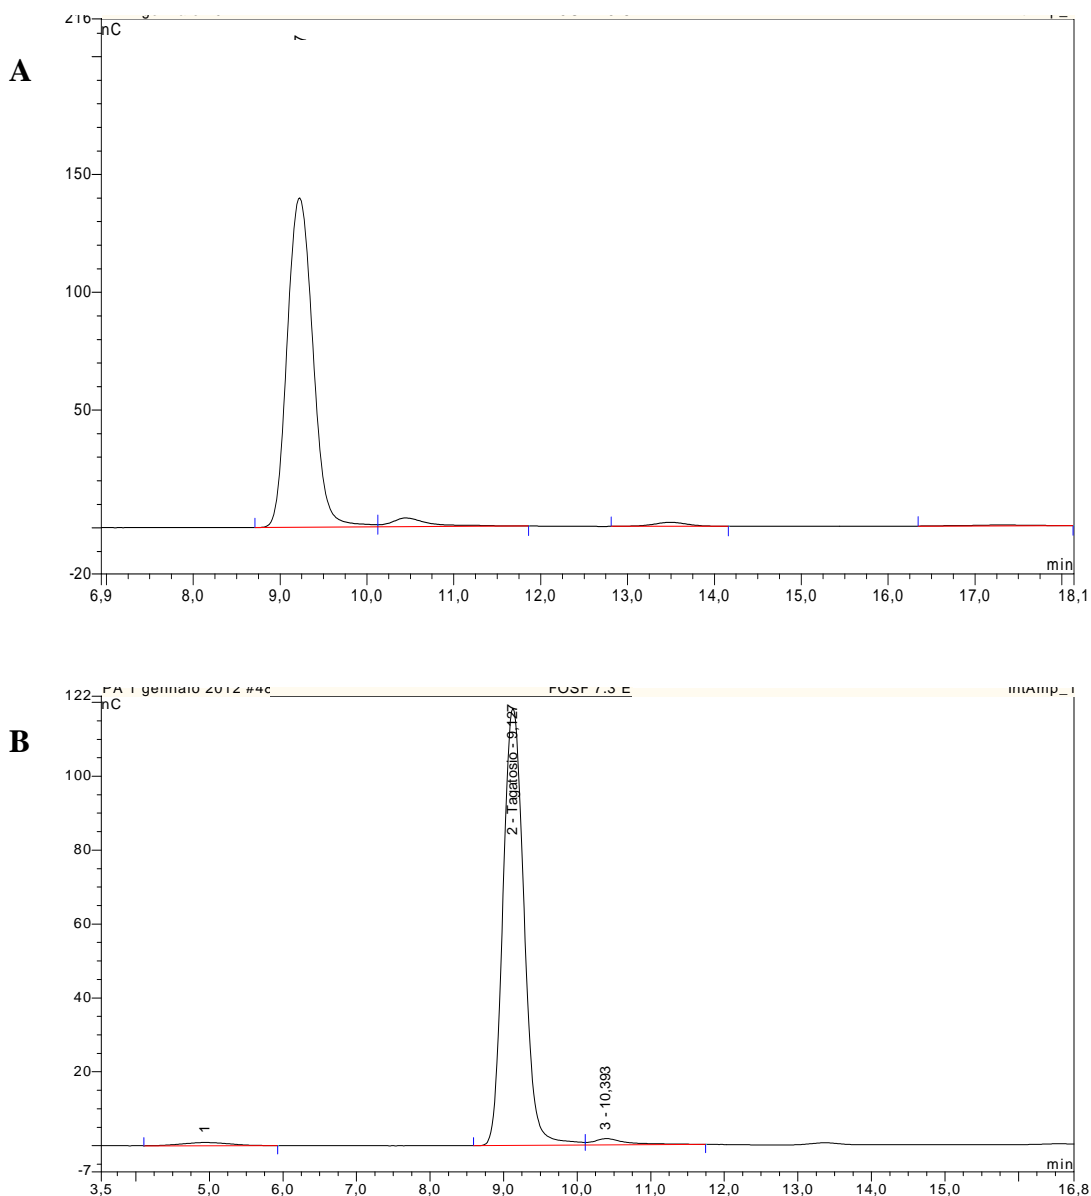 216
nC
7
A
150
100
50
-20
min
6,9 8,0 9,0 10,0 11,0 12,0 13,0 14,0 15,0 16,0 17,0 18,1
PA 1 gennaio 2012 FOSF 7.3 E IntAmp_1
122
nC
B
2 - Tagatosio - 9,127
100
80
60
40
20
3 - 10,393
1
-7
min
3,5 5,0 6,0 7,0 8,0 9,0 10,0 11,0 12,0 13,0 14,0 15,0 16,8